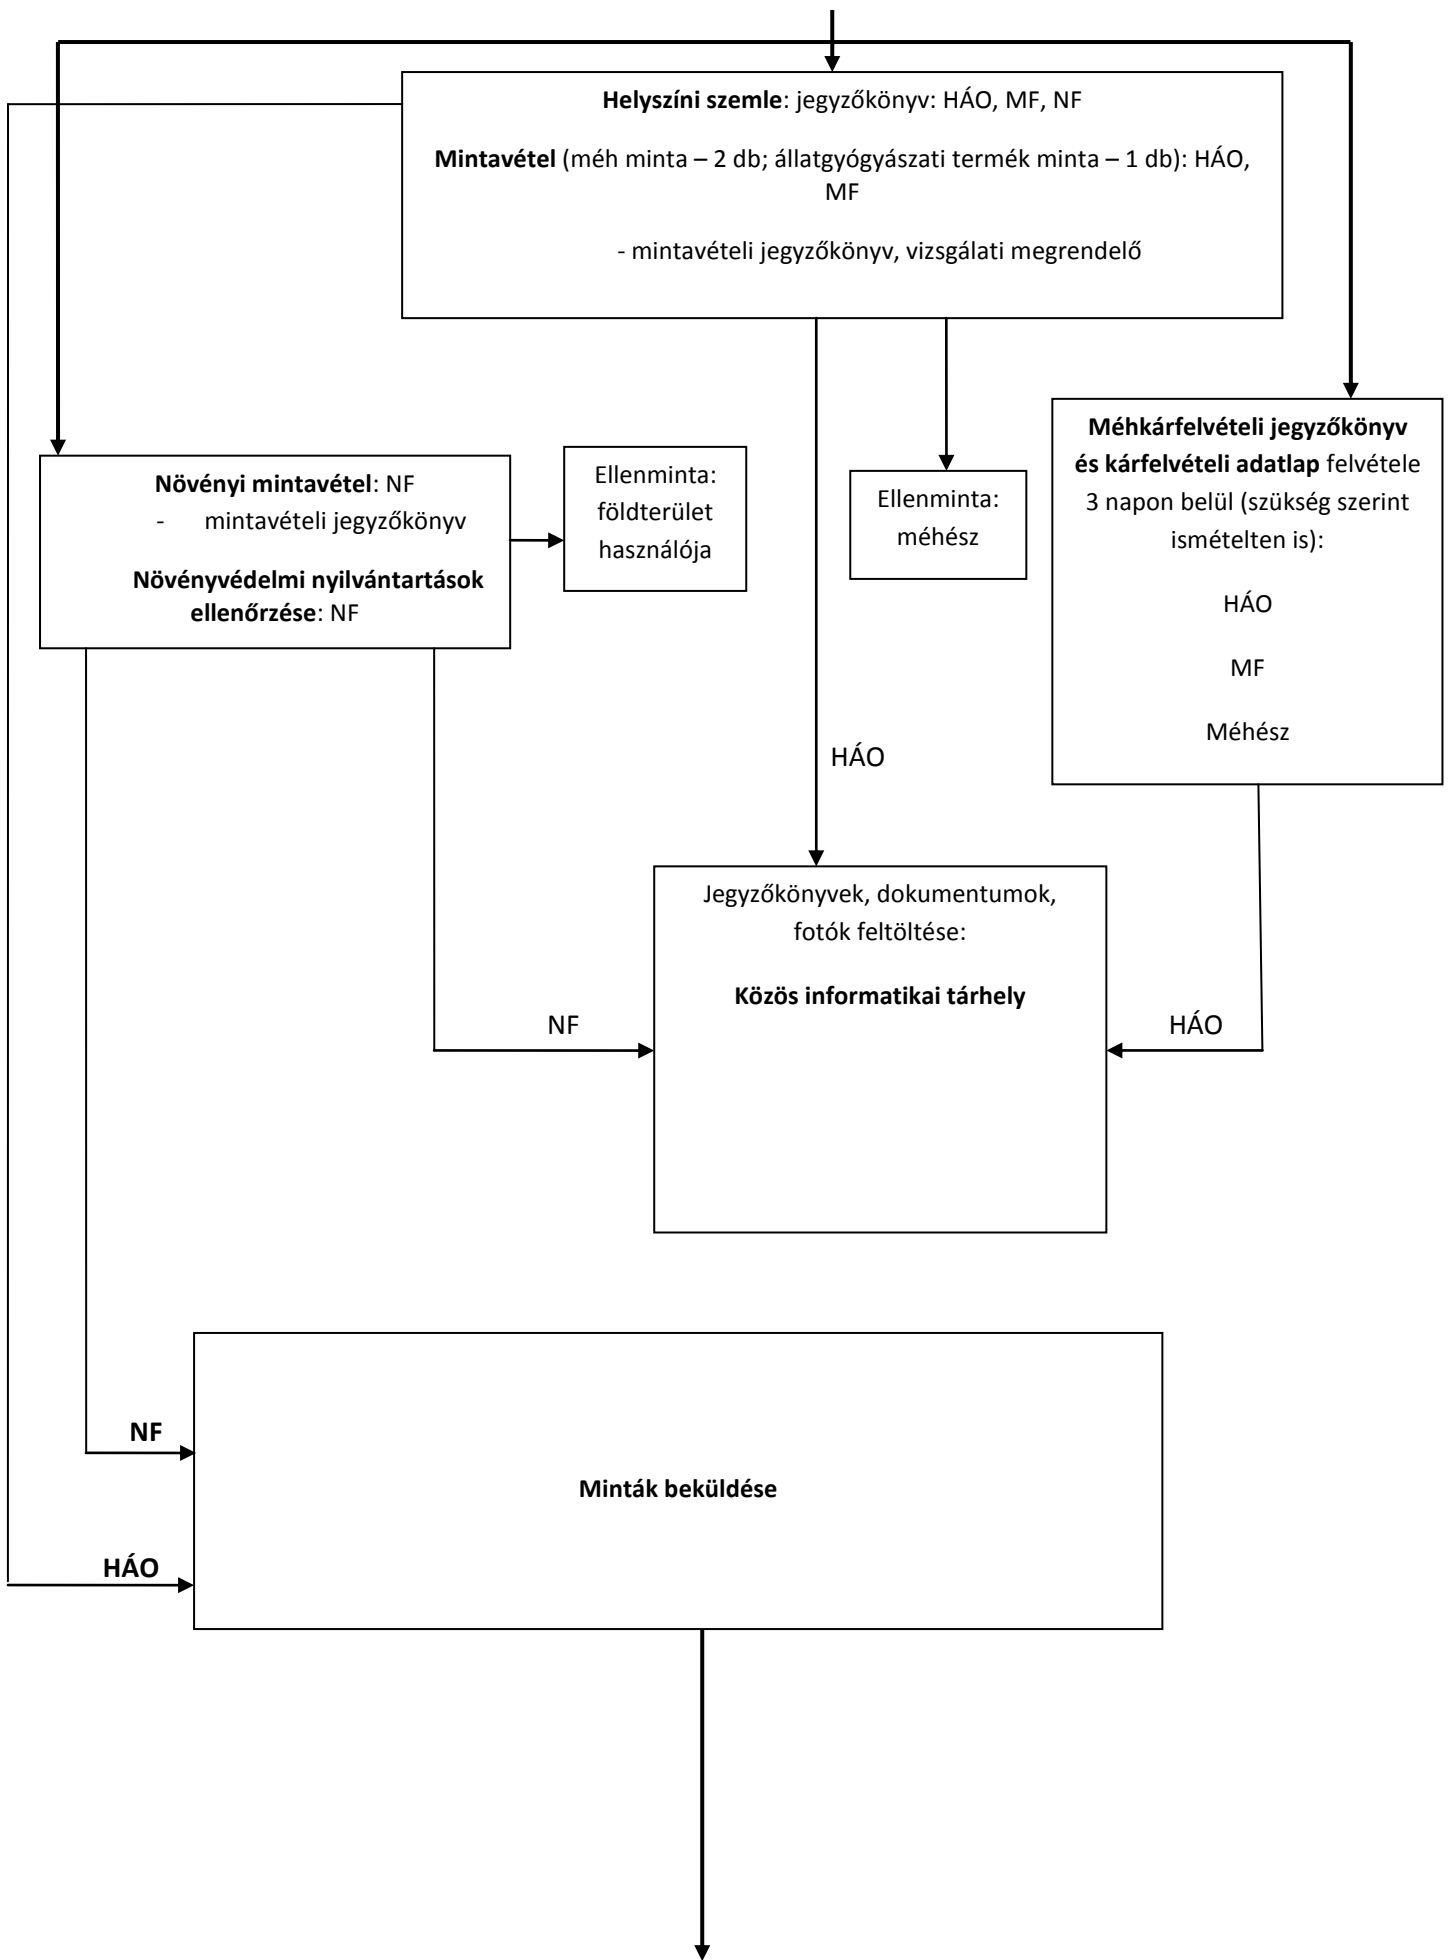 Helyszíni szemle: jegyzőkönyv: HÁO, MF, NF
Mintavétel (méh minta – 2 db; állatgyógyászati termék minta – 1 db): HÁO,
MF
- mintavételi jegyzőkönyv, vizsgálati megrendelő
Növényi mintavétel: NF
- mintavételi jegyzőkönyv
Növényvédelmi nyilvántartások
ellenőrzése: NF
Ellenminta:
földterület
használója
Ellenminta:
méhész
Méhkárfelvételi jegyzőkönyv
és kárfelvételi adatlap felvétele
3 napon belül (szükség szerint
ismételten is):
HÁO
MF
Méhész
HÁO
Jegyzőkönyvek, dokumentumok,
fotók feltöltése:
Közös informatikai tárhely
NF
HÁO
NF
Minták beküldése
HÁO